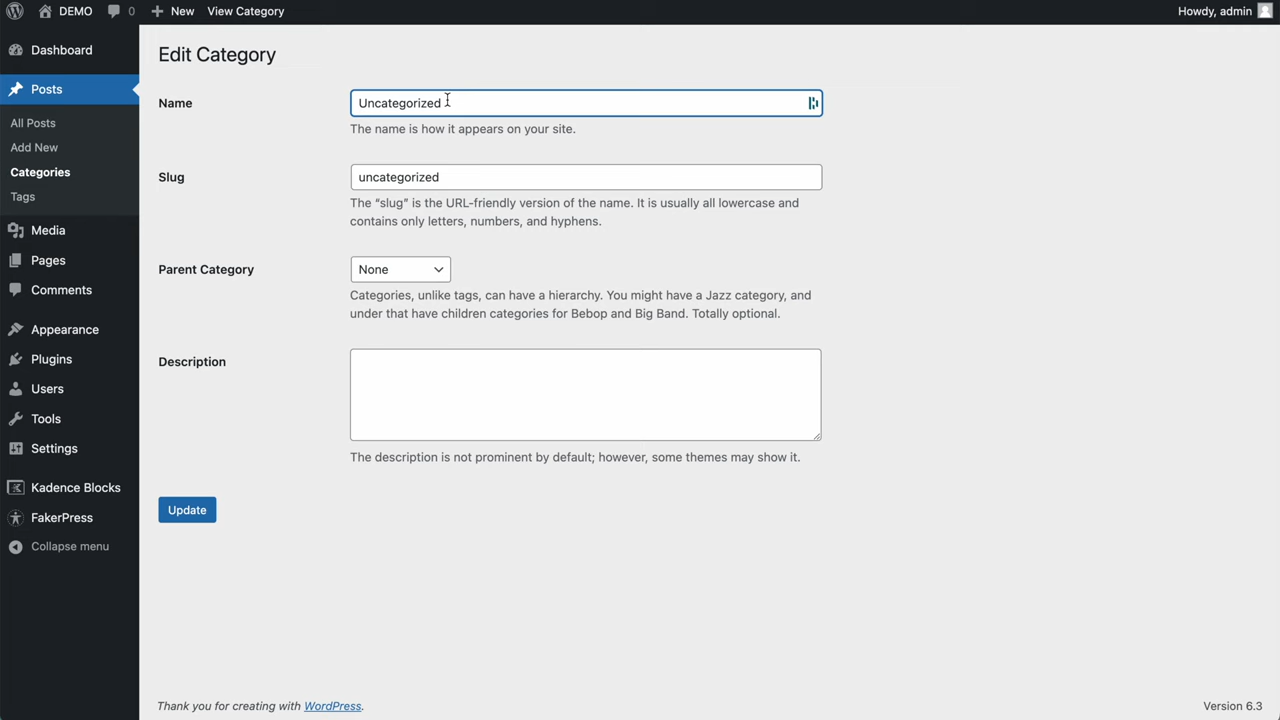 DEMO 0 New View Category Howdy, admin
Dashboard
Posts
All Posts
Add New
Categories
Tags
Media
Pages
Comments
Appearance
Plugins
Users
Tools
Settings
Kadence Blocks
FakerPress
Collapse menu
Edit Category
Name
Uncategorized
The name is how it appears on your site.
Slug
uncategorized
The “slug” is the URL-friendly version of the name. It is usually all lowercase and
contains only letters, numbers, and hyphens.
Parent Category
None
Categories, unlike tags, can have a hierarchy. You might have a Jazz category, and
under that have children categories for Bebop and Big Band. Totally optional.
Description
The description is not prominent by default; however, some themes may show it.
Update
Thank you for creating with WordPress. Version 6.3